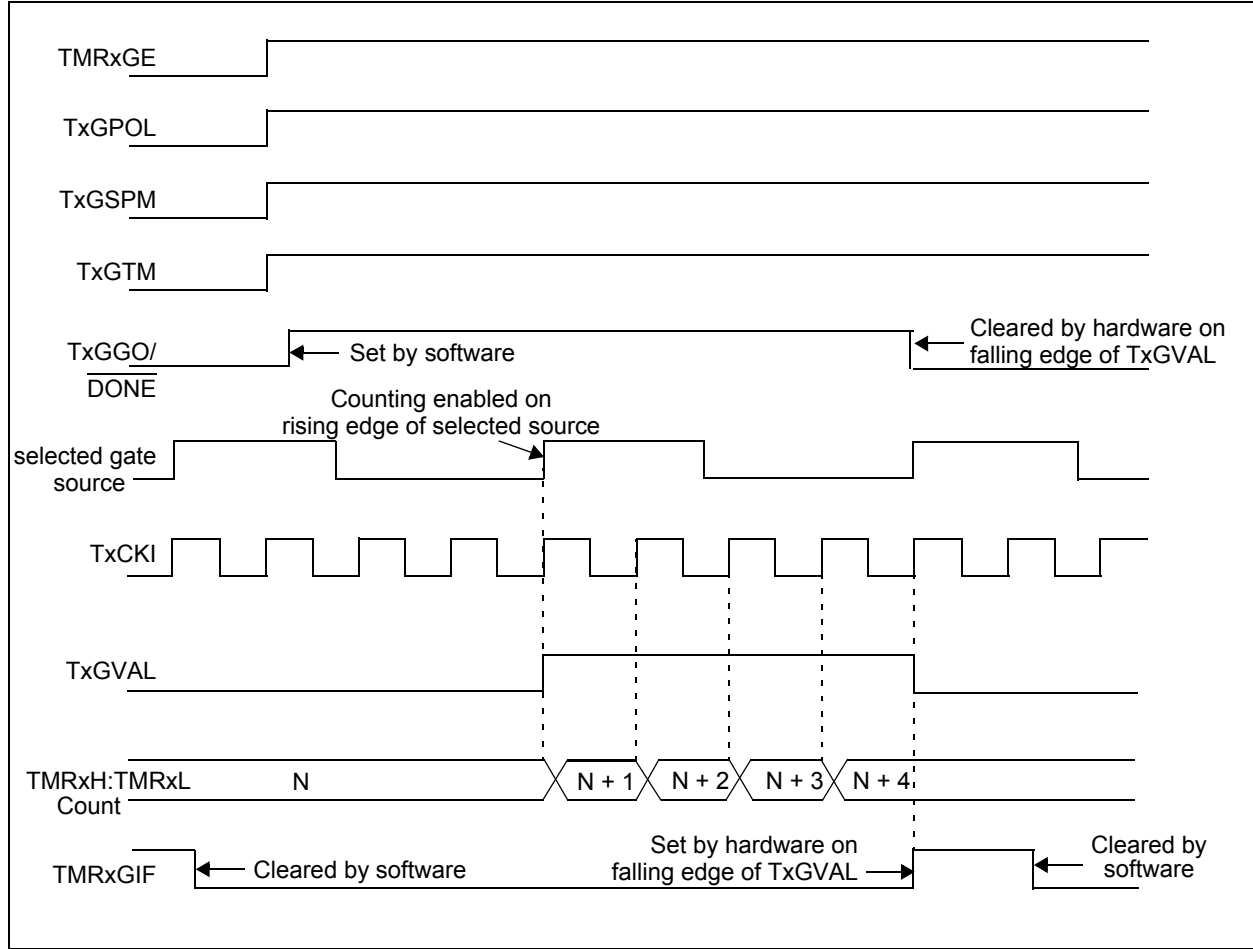 TMRxGE
TxGPOL
TxGSPM
TxGTM
TxGGO/
DONE
Set by software
Cleared by hardware on
falling edge of TxGVAL
Counting enabled on
rising edge of selected source
selected gate
source
TxCKI
TxGVAL
TMRxH:TMRxL
Count
N
N + 1
N + 2
N + 3
N + 4
TMRxGIF
Cleared by software
Set by hardware on
falling edge of TxGVAL
Cleared by
software